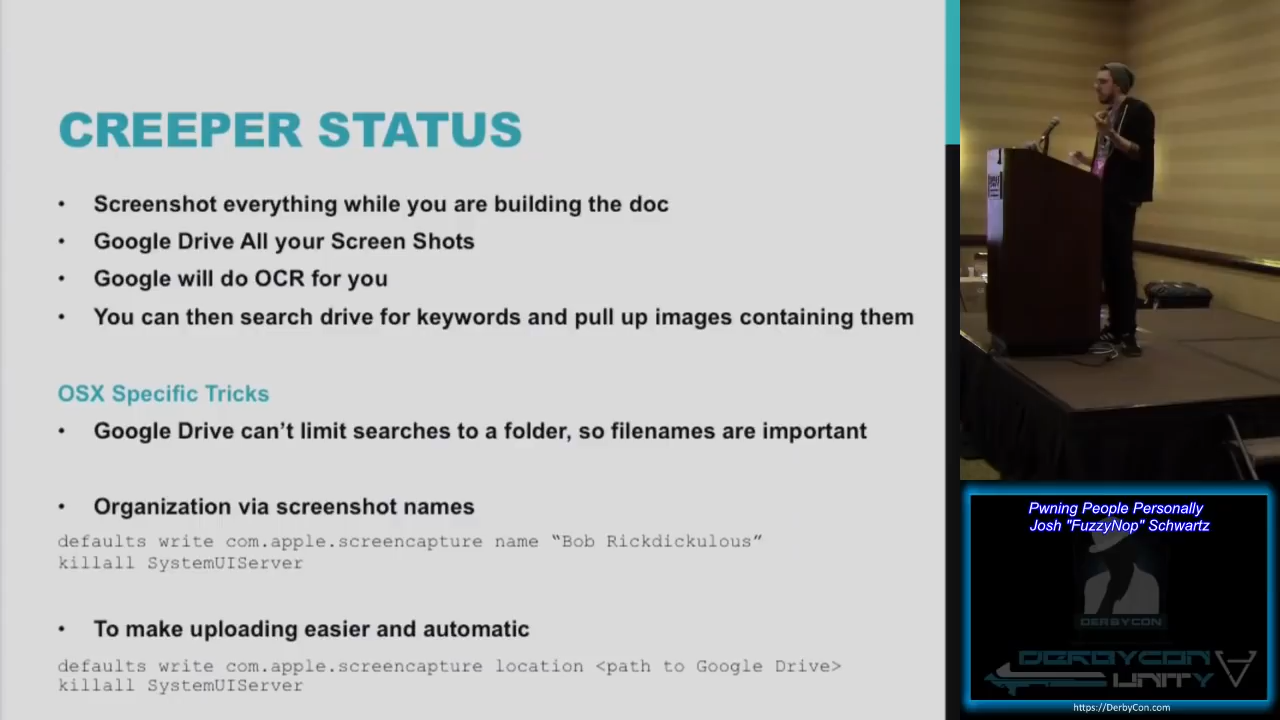 CREEPER STATUS
• Screenshot everything while you are building the doc
• Google Drive All your Screen Shots
• Google will do OCR for you
• You can then search drive for keywords and pull up images containing them
OSX Specific Tricks
• Google Drive can’t limit searches to a folder, so filenames are important
• Organization via screenshot names
defaults write com.apple.screencapture name “Bob Rickdickulous”
killall SystemUIServer
• To make uploading easier and automatic
defaults write com.apple.screencapture location <path to Google Drive>
killall SystemUIServer
Pwning People Personally
Josh "FuzzyNop" Schwartz
DERBYCON
DERBYCON
UNITY
https://DerbyCon.com